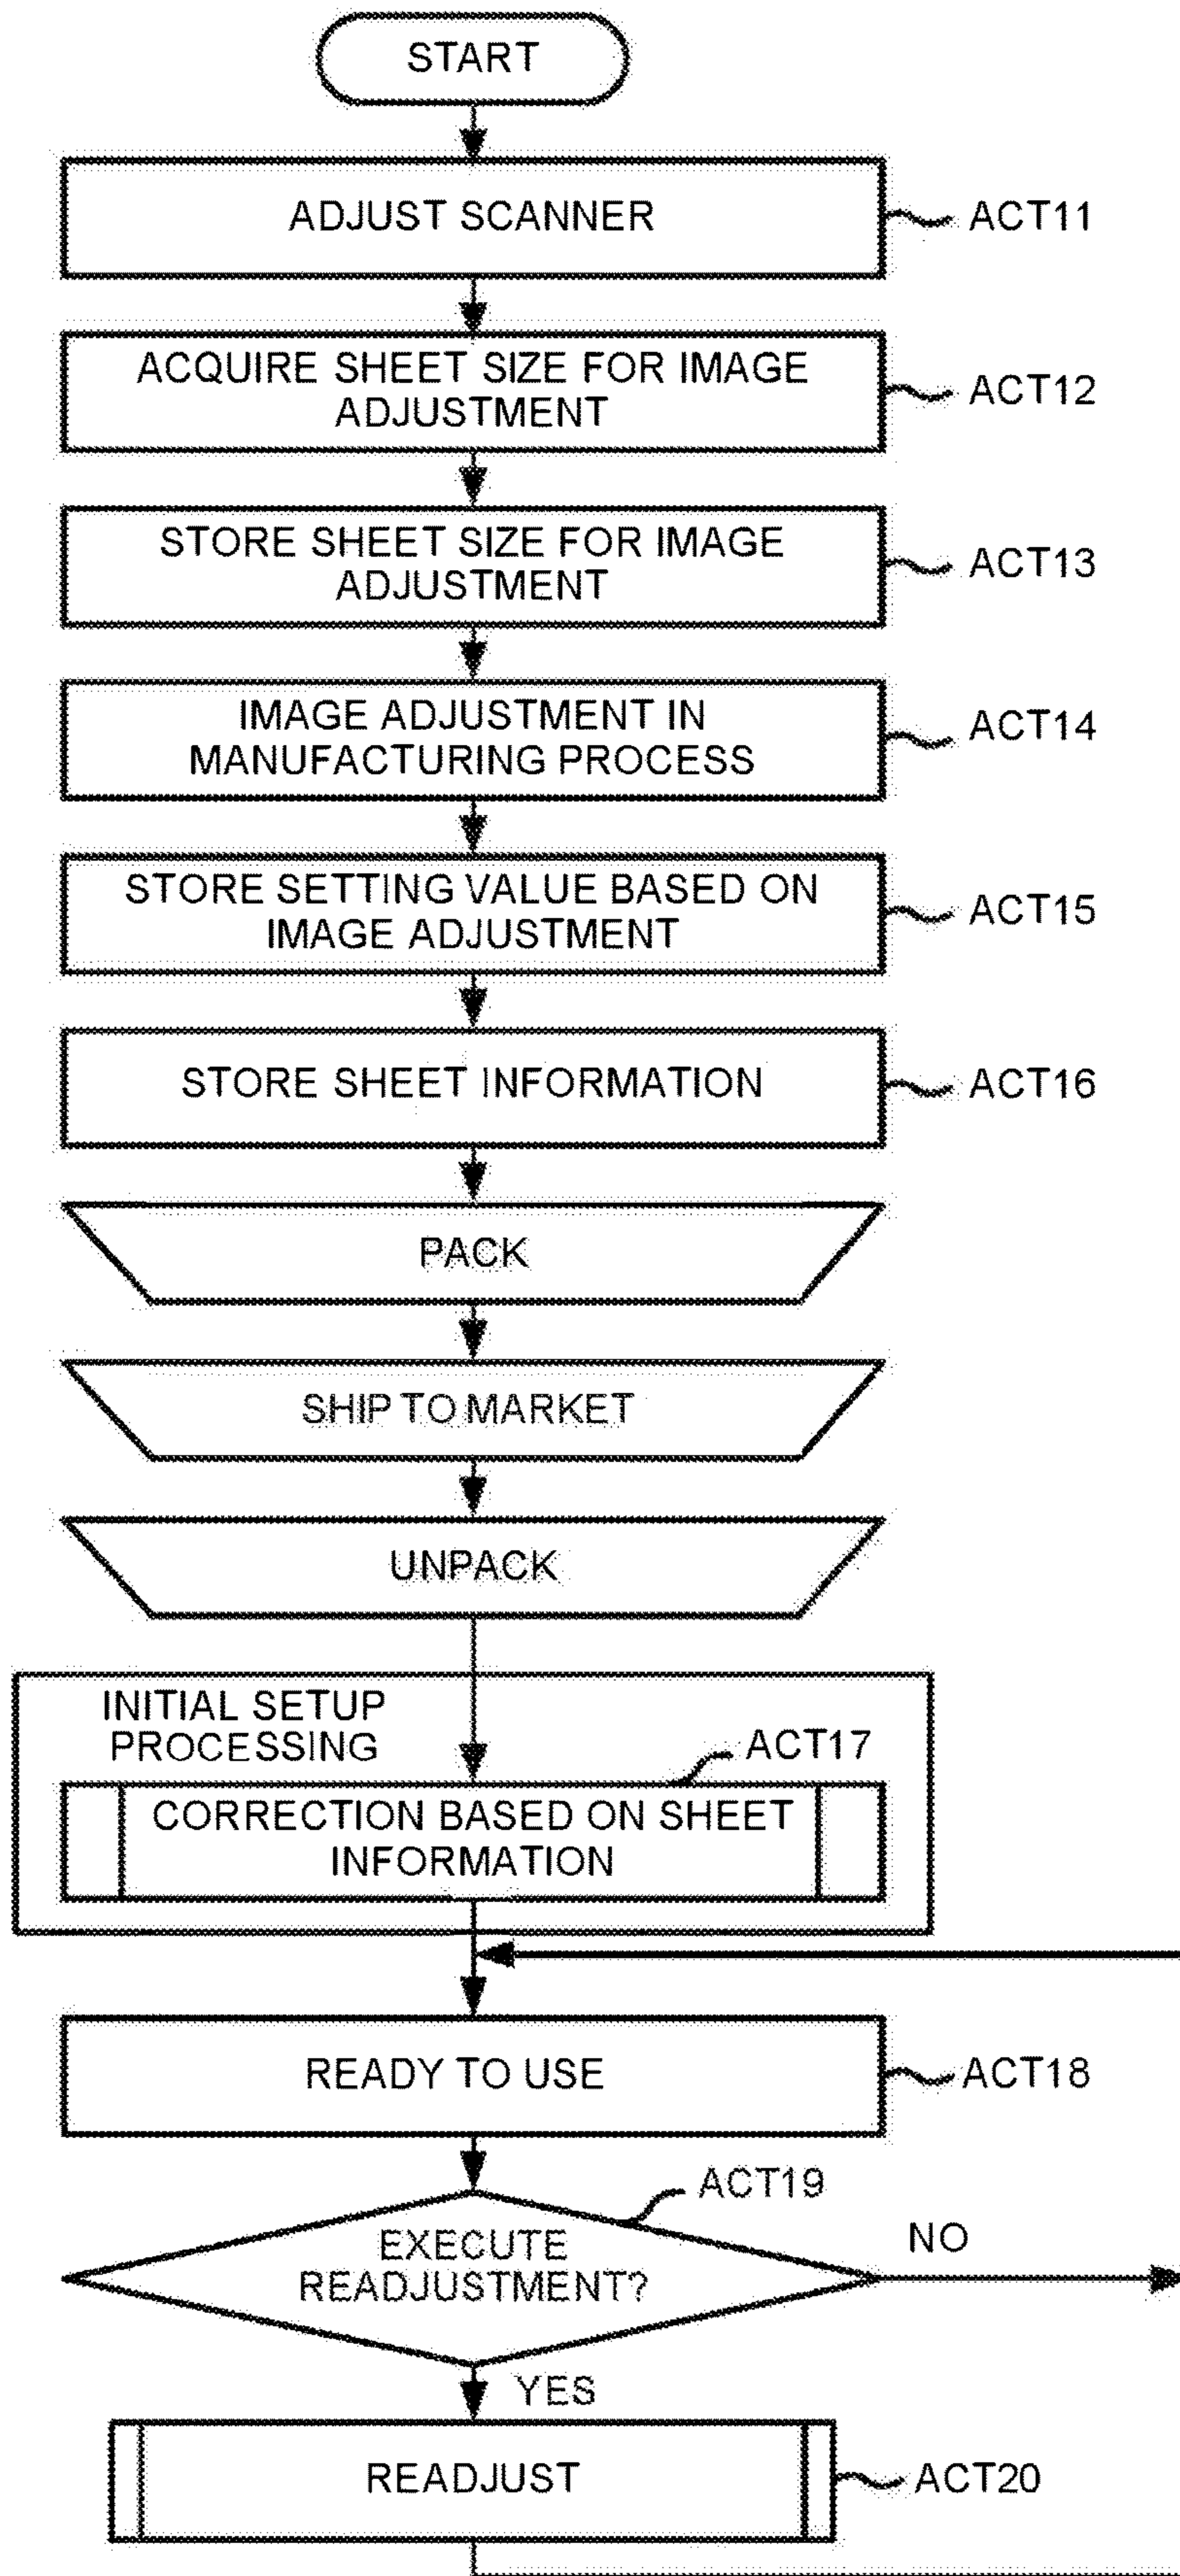 START
ADJUST SCANNER
ACT11
ACQUIRE SHEET SIZE FOR IMAGE
ADJUSTMENT
ACT12
STORE SHEET SIZE FOR IMAGE
ADJUSTMENT
ACT13
IMAGE ADJUSTMENT IN
MANUFACTURING PROCESS
ACT14
STORE SETTING VALUE BASED ON
IMAGE ADJUSTMENT
ACT15
STORE SHEET INFORMATION
ACT16
PACK
SHIP TO MARKET
UNPACK
INITIAL SETUP
PROCESSING
ACT17
CORRECTION BASED ON SHEET
INFORMATION
READY TO USE
ACT18
ACT19
EXECUTE
READJUSTMENT?
NO
YES
READJUST
ACT20